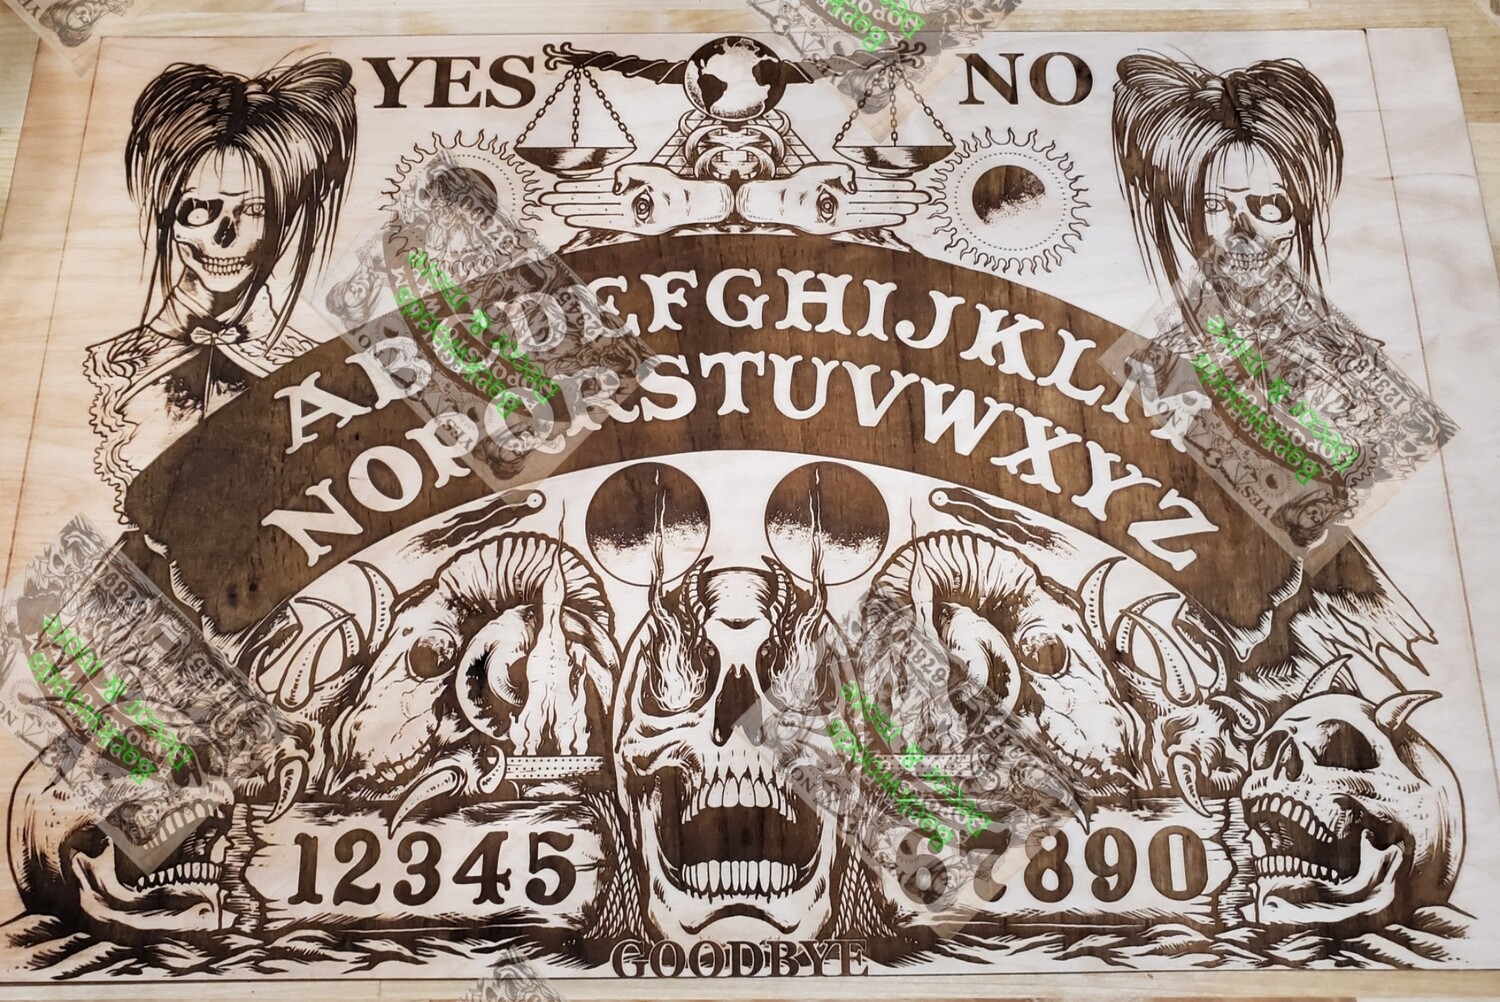 YES NO
ABCDEFGHIJKLM
NOPQRSTUVWXYZ
12345 67890
GOODBYE